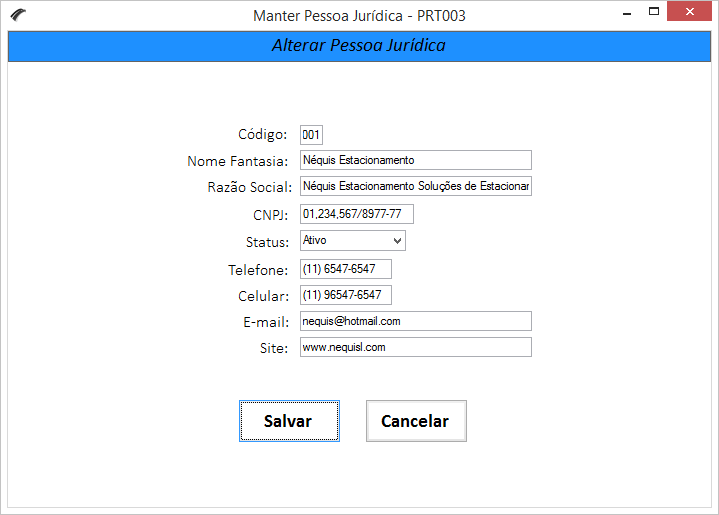 Manter Pessoa Jurídica - PRT003
Alterar Pessoa Jurídica
Código: 001
Nome Fantasia: Néquis Estacionamento
Razão Social: Néquis Estacionamento Soluções de Estacionar
CNPJ: 01,234,567/8977-77
Status: Ativo
Telefone: (11) 6547-6547
Celular: (11) 96547-6547
E-mail: nequis@hotmail.com
Site: www.nequisl.com
Salvar Cancelar